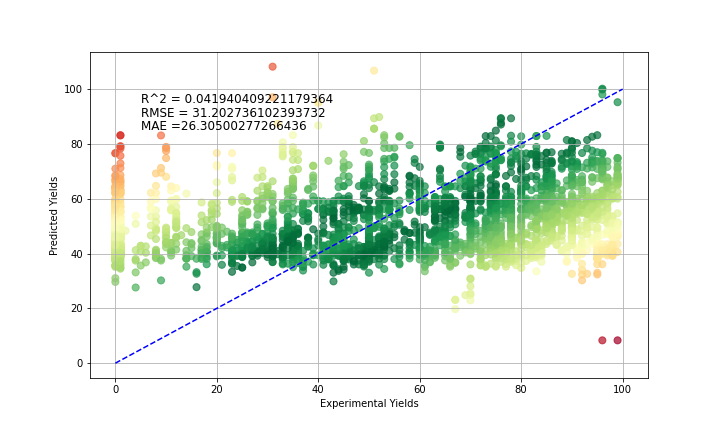 R^2 = 0.041940409221179364
RMSE = 31.202736102393732
MAE =26.30500277266436
100
80
60
40
20
0
Predicted Yields
0 20 40 60 80 100
Experimental Yields